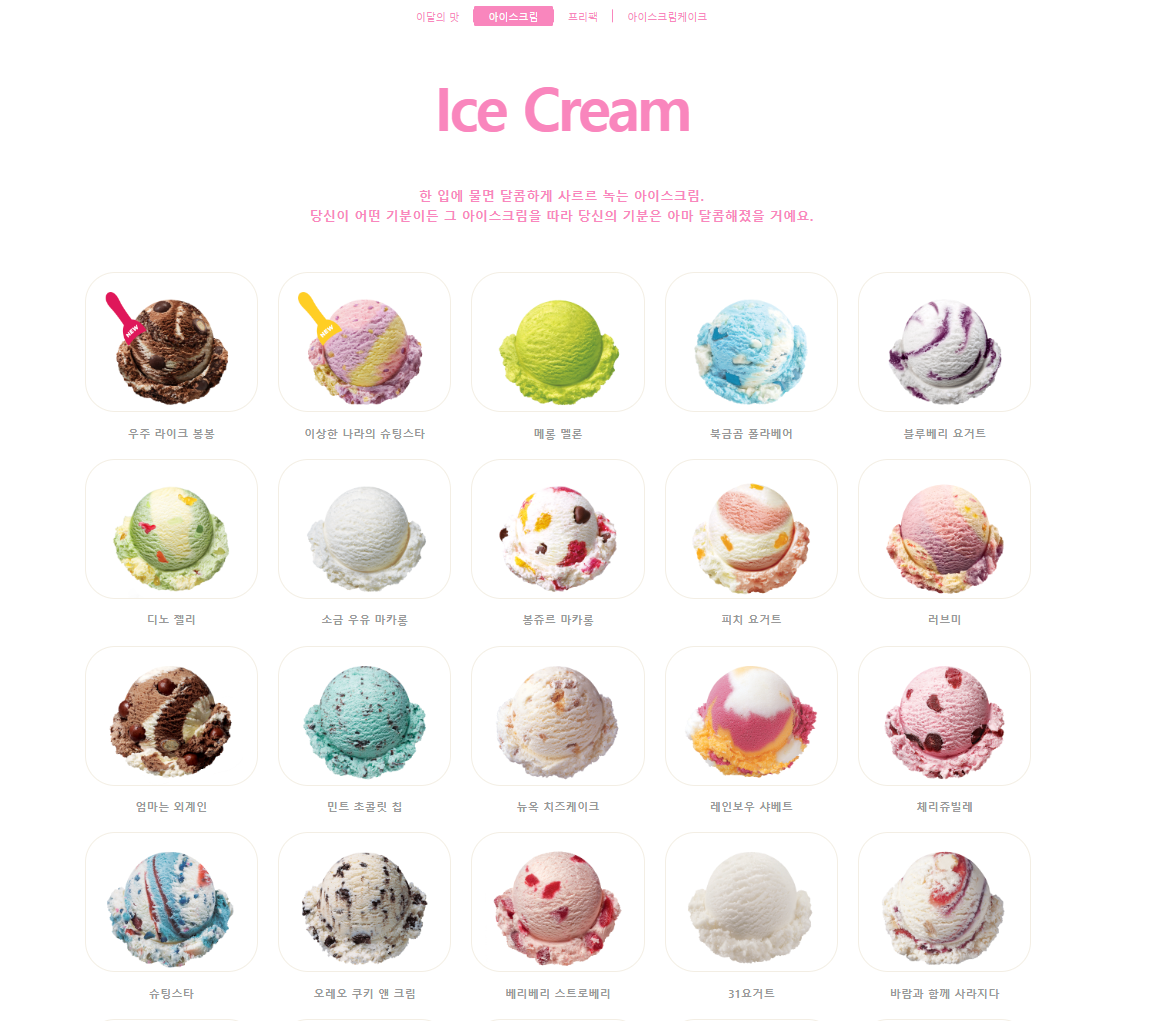 이달의 맛 아이스크림 프리팩 | 아이스크림케이크
Ice Cream
한 입에 물면 달콤하게 사르르 녹는 아이스크림.
당신이 어떤 기분이든 그 아이스크림을 따라 당신의 기분은 아마 달콤해졌을 거예요.
NEW NEW
우주 라이크 봉봉 이상한 나라의 슈팅스타 메롱 멜론 북극곰 폴라베어 블루베리 요거트
디노 젤리 소금 우유 마카롱 봉쥬르 마카롱 피치 요거트 러브미
엄마는 외계인 민트 초콜릿 칩 뉴욕 치즈케이크 레인보우 샤베트 체리쥬빌레
슈팅스타 오레오 쿠키 앤 크림 베리베리 스트로베리 31요거트 바람과 함께 사라지다